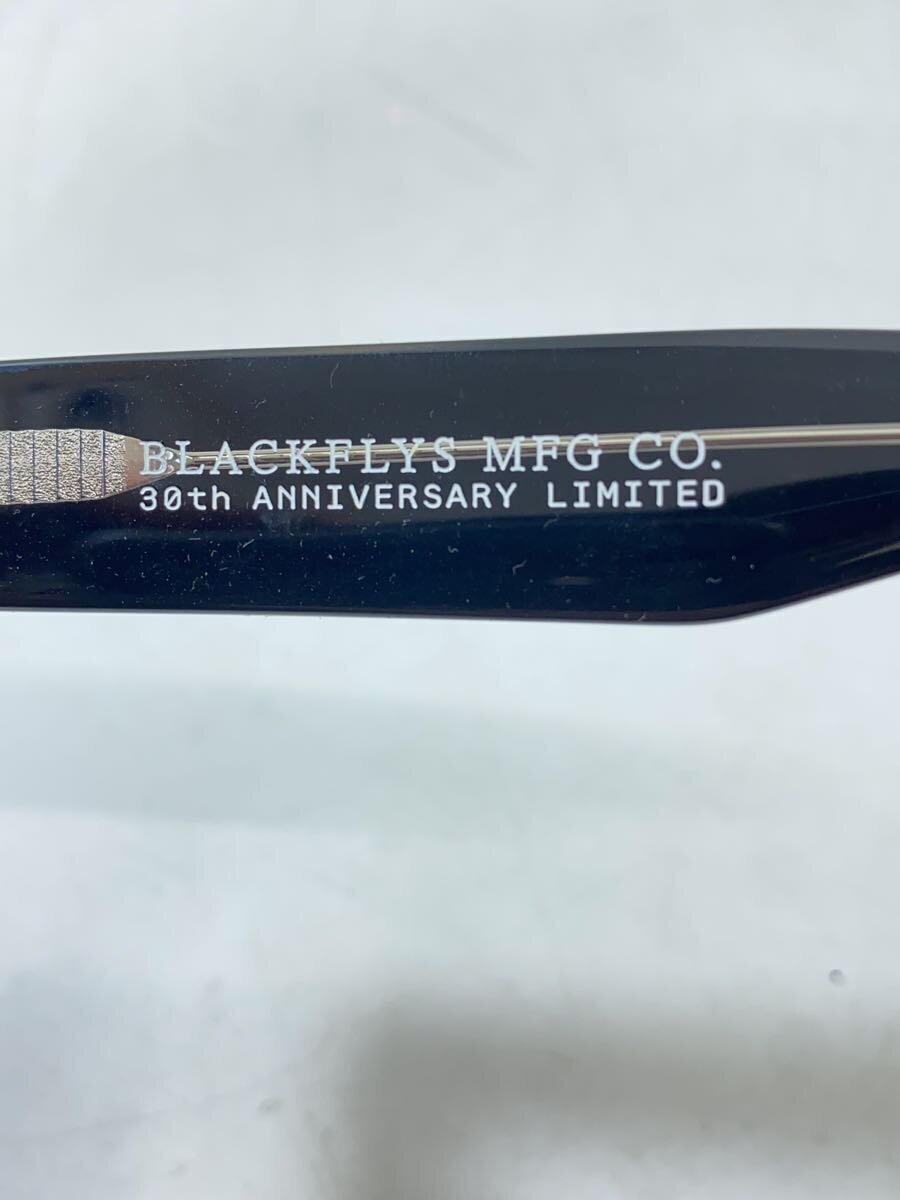 BLACKFLYS MFG CO.
30th ANNIVERSARY LIMITED